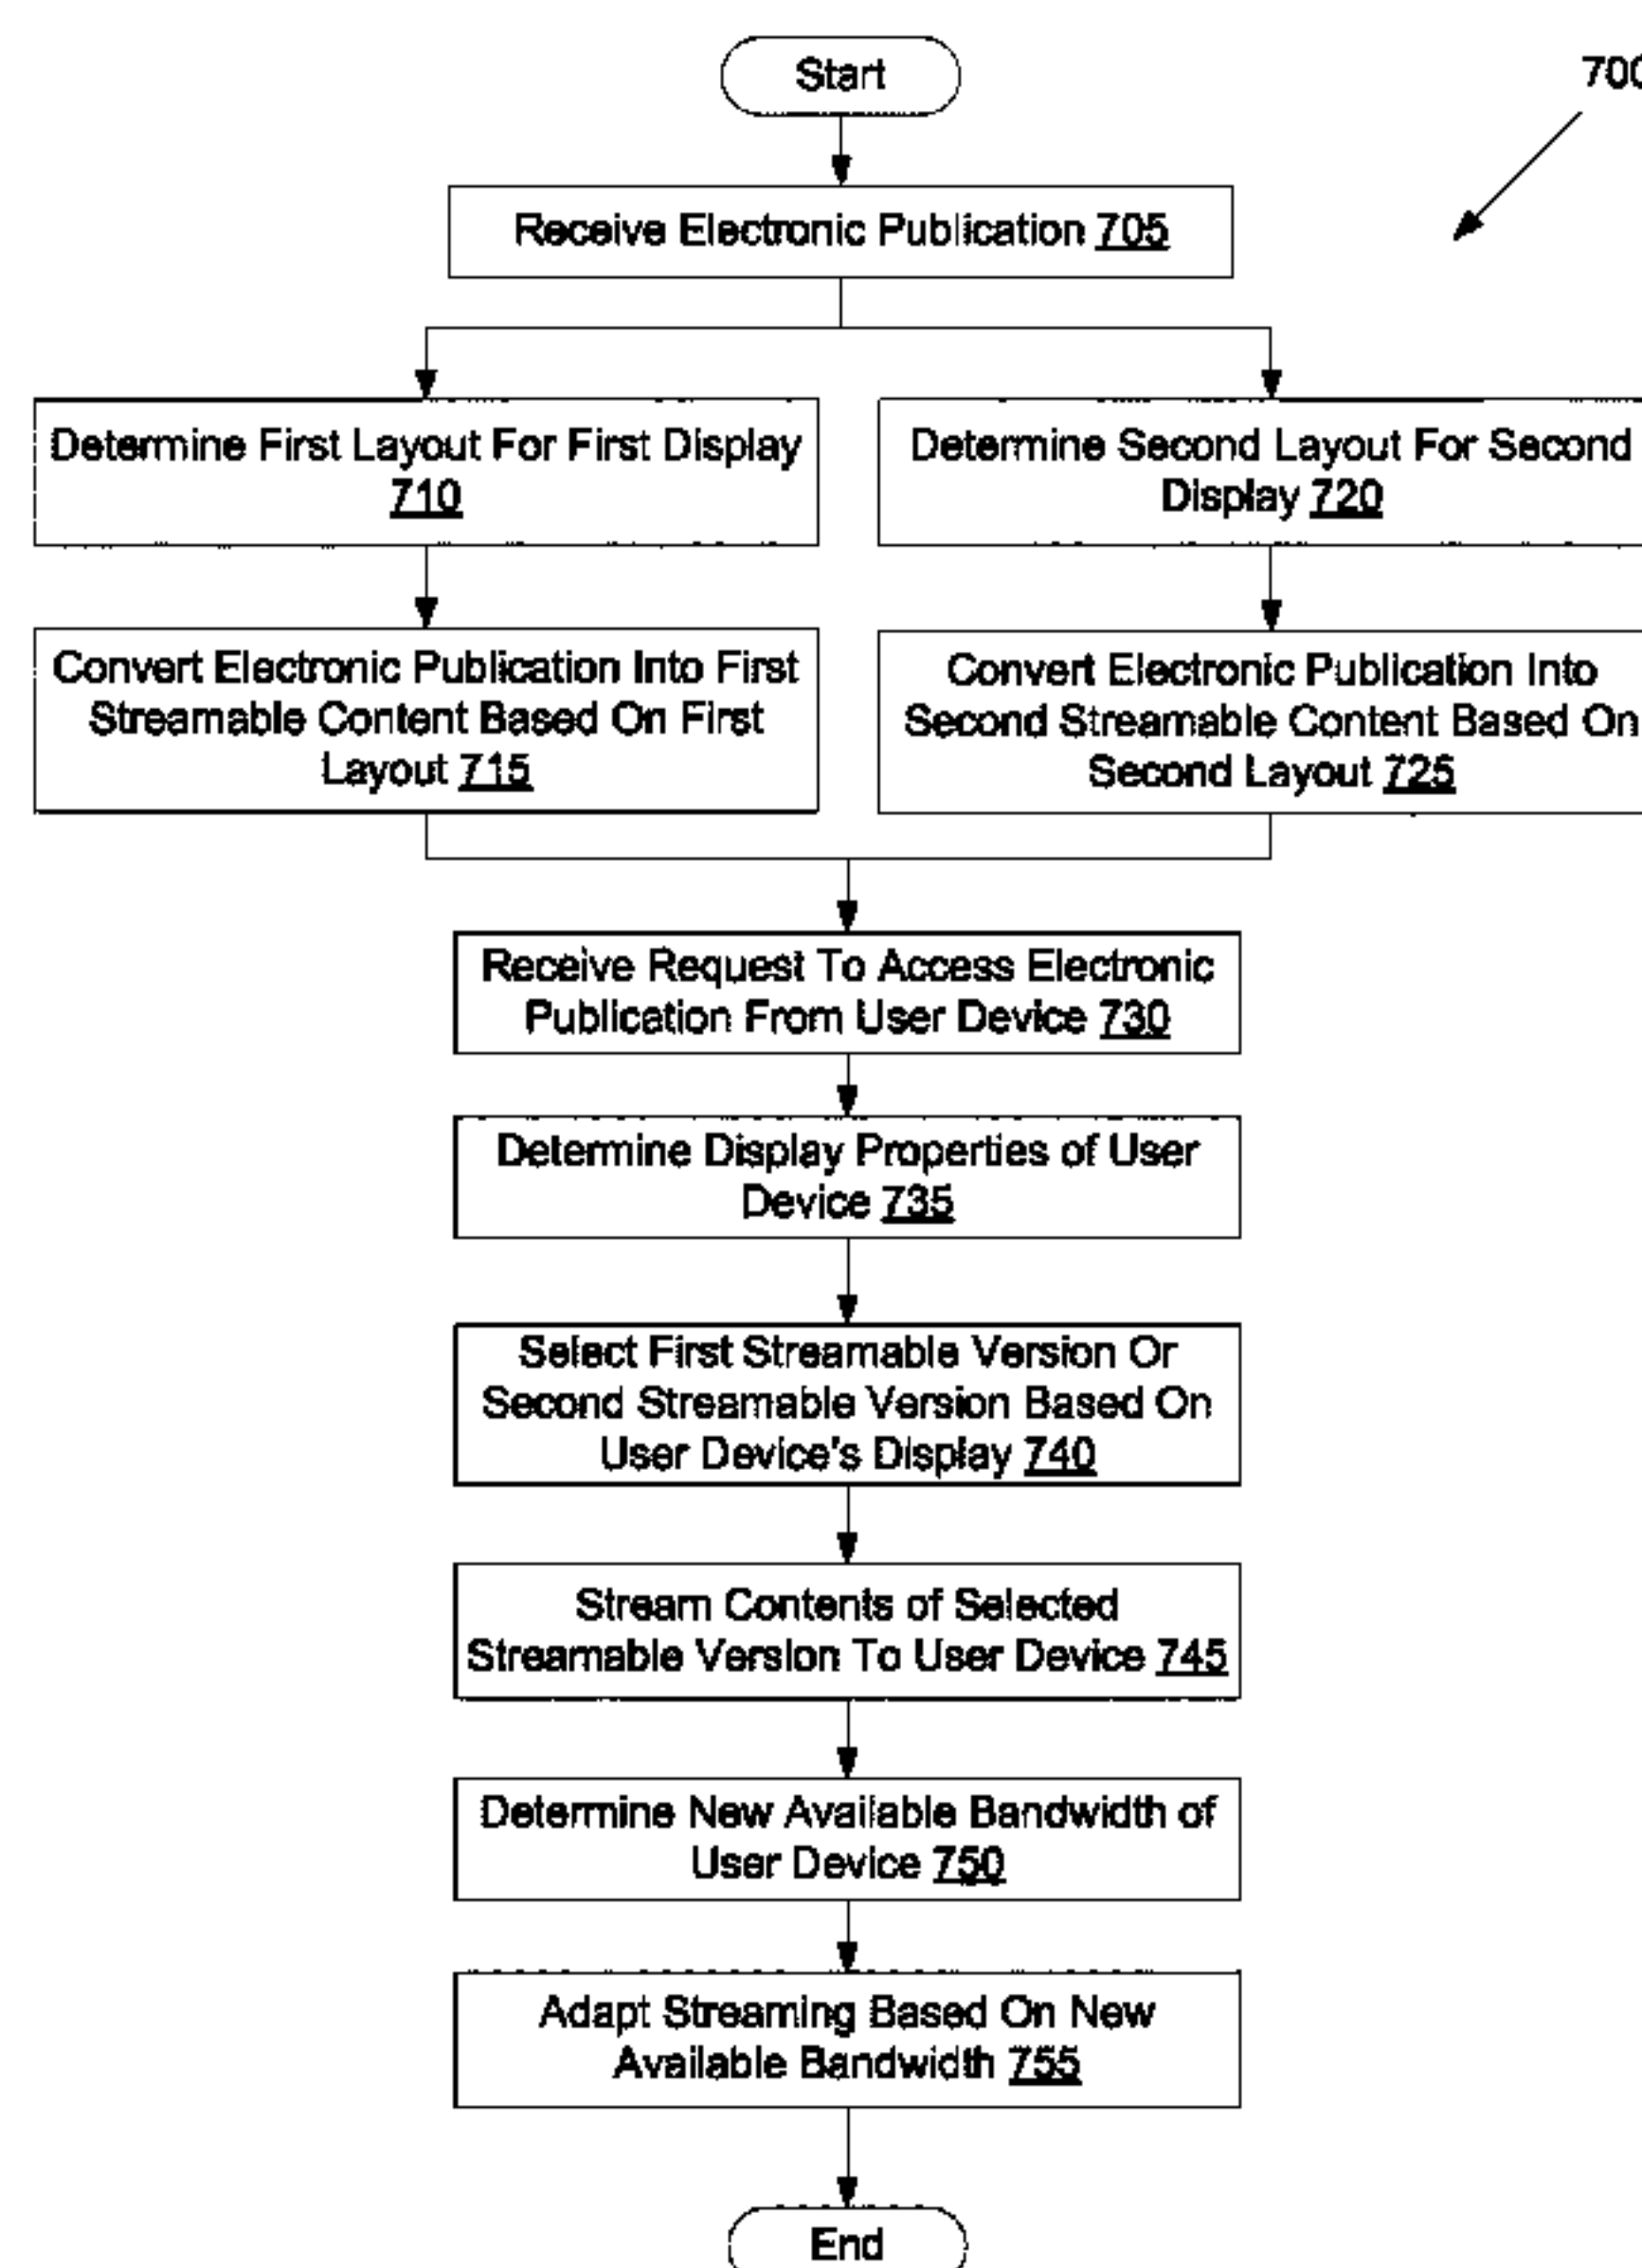 Start
700
Receive Electronic Publication 705
Determine First Layout For First Display
710
Determine Second Layout For Second
Display 720
Convert Electronic Publication Into First
Streamable Content Based On First
Layout 715
Convert Electronic Publication Into
Second Streamable Content Based On
Second Layout 725
Receive Request To Access Electronic
Publication From User Device 730
Determine Display Properties of User
Device 735
Select First Streamable Version Or
Second Streamable Version Based On
User Device's Display 740
Stream Contents of Selected
Streamable Version To User Device 745
Determine New Available Bandwidth of
User Device 750
Adapt Streaming Based On New
Available Bandwidth 755
End